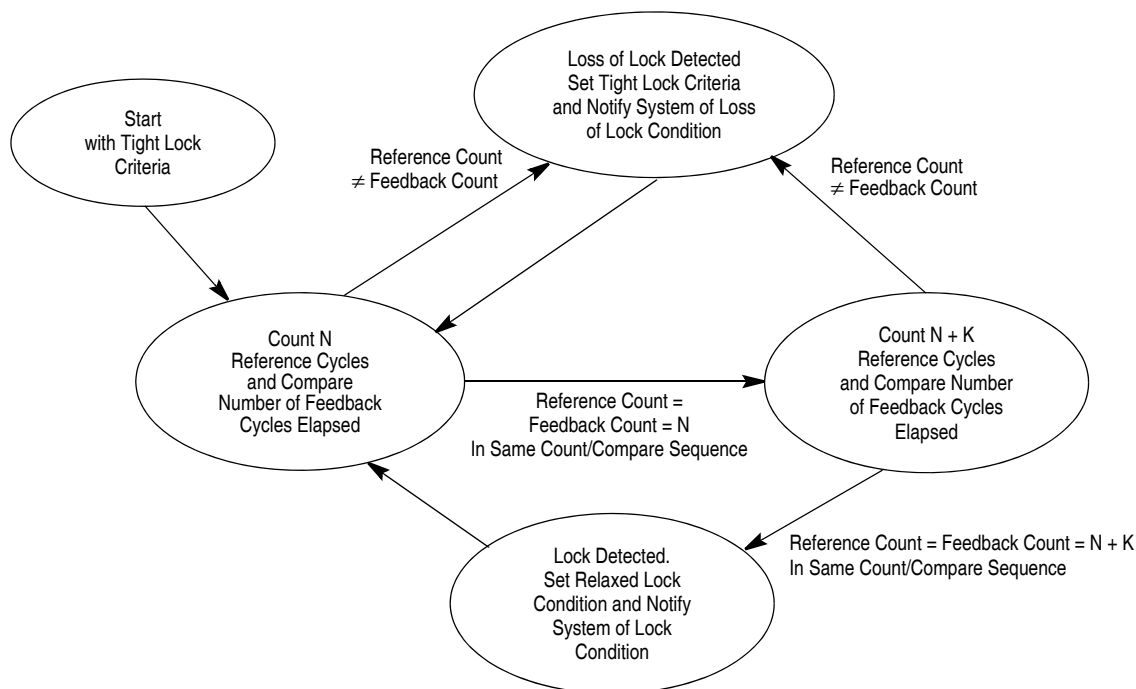 Start
with Tight Lock
Criteria
Loss of Lock Detected
Set Tight Lock Criteria
and Notify System of Loss
of Lock Condition
Reference Count
≠ Feedback Count
Reference Count
≠ Feedback Count
Count N
Reference Cycles
and Compare
Number of Feedback
Cycles Elapsed
Reference Count =
Feedback Count = N
In Same Count/Compare Sequence
Count N + K
Reference Cycles
and Compare Number
of Feedback Cycles
Elapsed
Reference Count = Feedback Count = N + K
In Same Count/Compare Sequence
Lock Detected.
Set Relaxed Lock
Condition and Notify
System of Lock
Condition